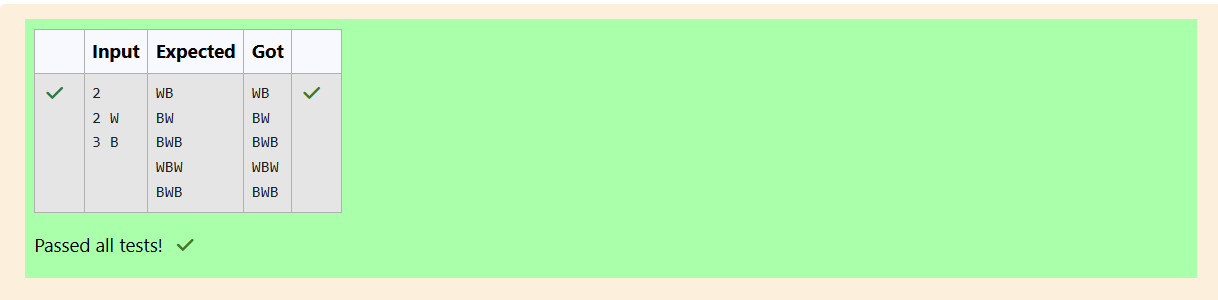 Input Expected Got
2 WB WB
2 W BW BW
3 B BWB BWB
WBW WBW
BWB BWB
Passed all tests!